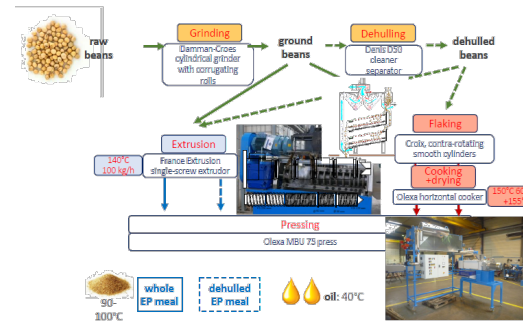 Grinding
Dehulling
raw
beans
Damman-Croes
cylindrical grinder
with corrugating
rolls
ground
beans
Denis D50
cleaner
separator
dehulled
beans
Flaking
Croix, contra-rotating
smooth cylinders
Extrusion
140°C
100 kg/h
France Extrusion
single-screw extrudor
Cooking
+drying
Olexa horizontal cooker
150°C
+155°
Pressing
Olexa MBU 75 press
90-
100°C
whole
EP meal
dehulled
EP meal
oil: 40°C